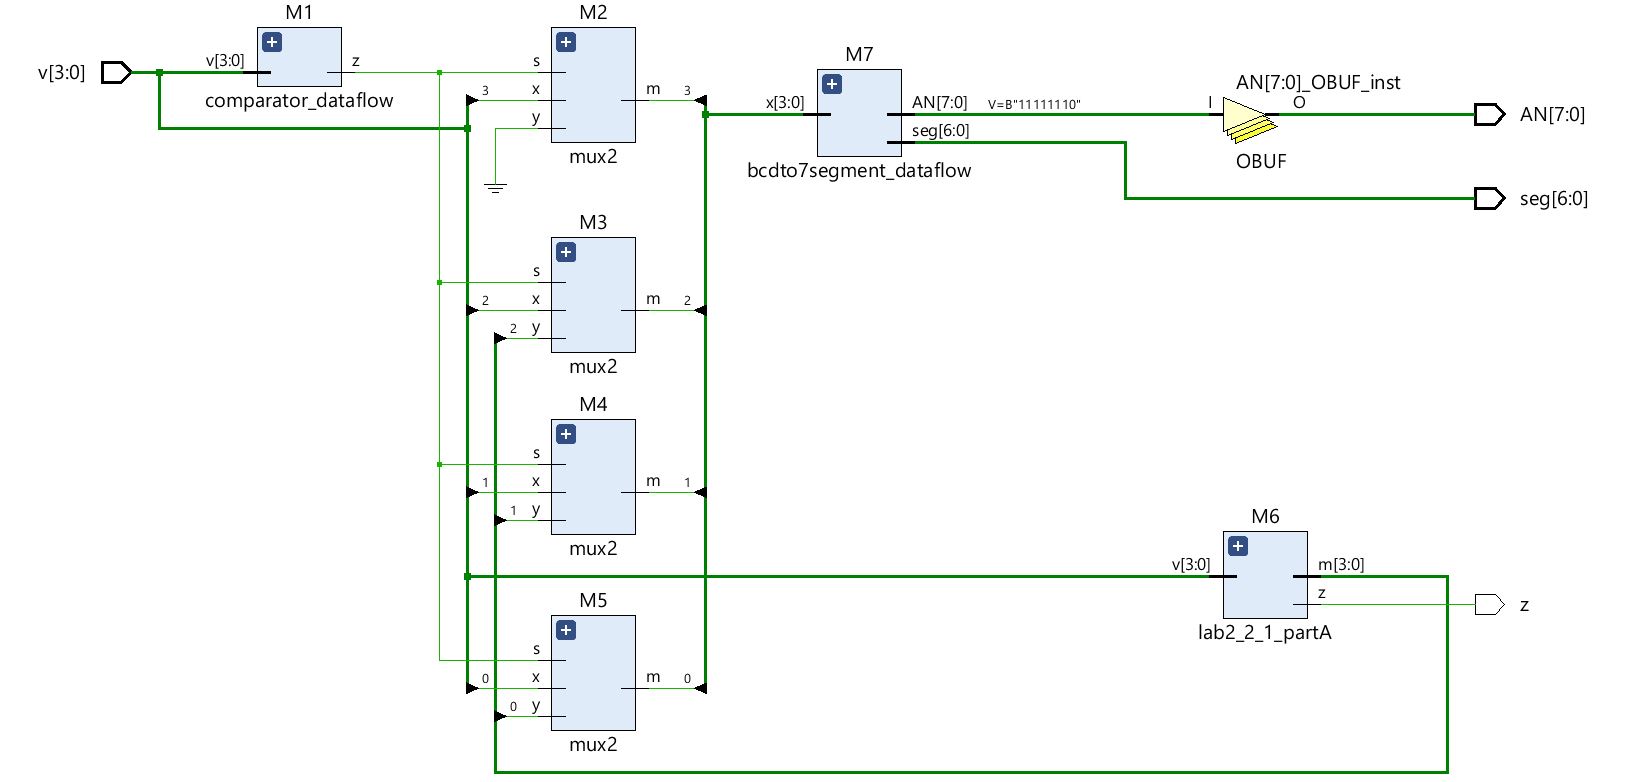 M1
M2
v[3:0]
v[3:0]
z
comparator_dataflow
s
3
x
y
m
3
mux2
M7
x[3:0]
AN[7:0]
V=B"11111110"
seg[6:0]
bcdto7segment_dataflow
AN[7:0]_OBUF_inst
I
O
OBUF
AN[7:0]
seg[6:0]
M3
s
2
x
2
y
m
2
mux2
M4
s
1
x
1
y
m
1
mux2
M6
v[3:0]
m[3:0]
z
lab2_2_1_partA
z
M5
s
0
x
0
y
m
0
mux2